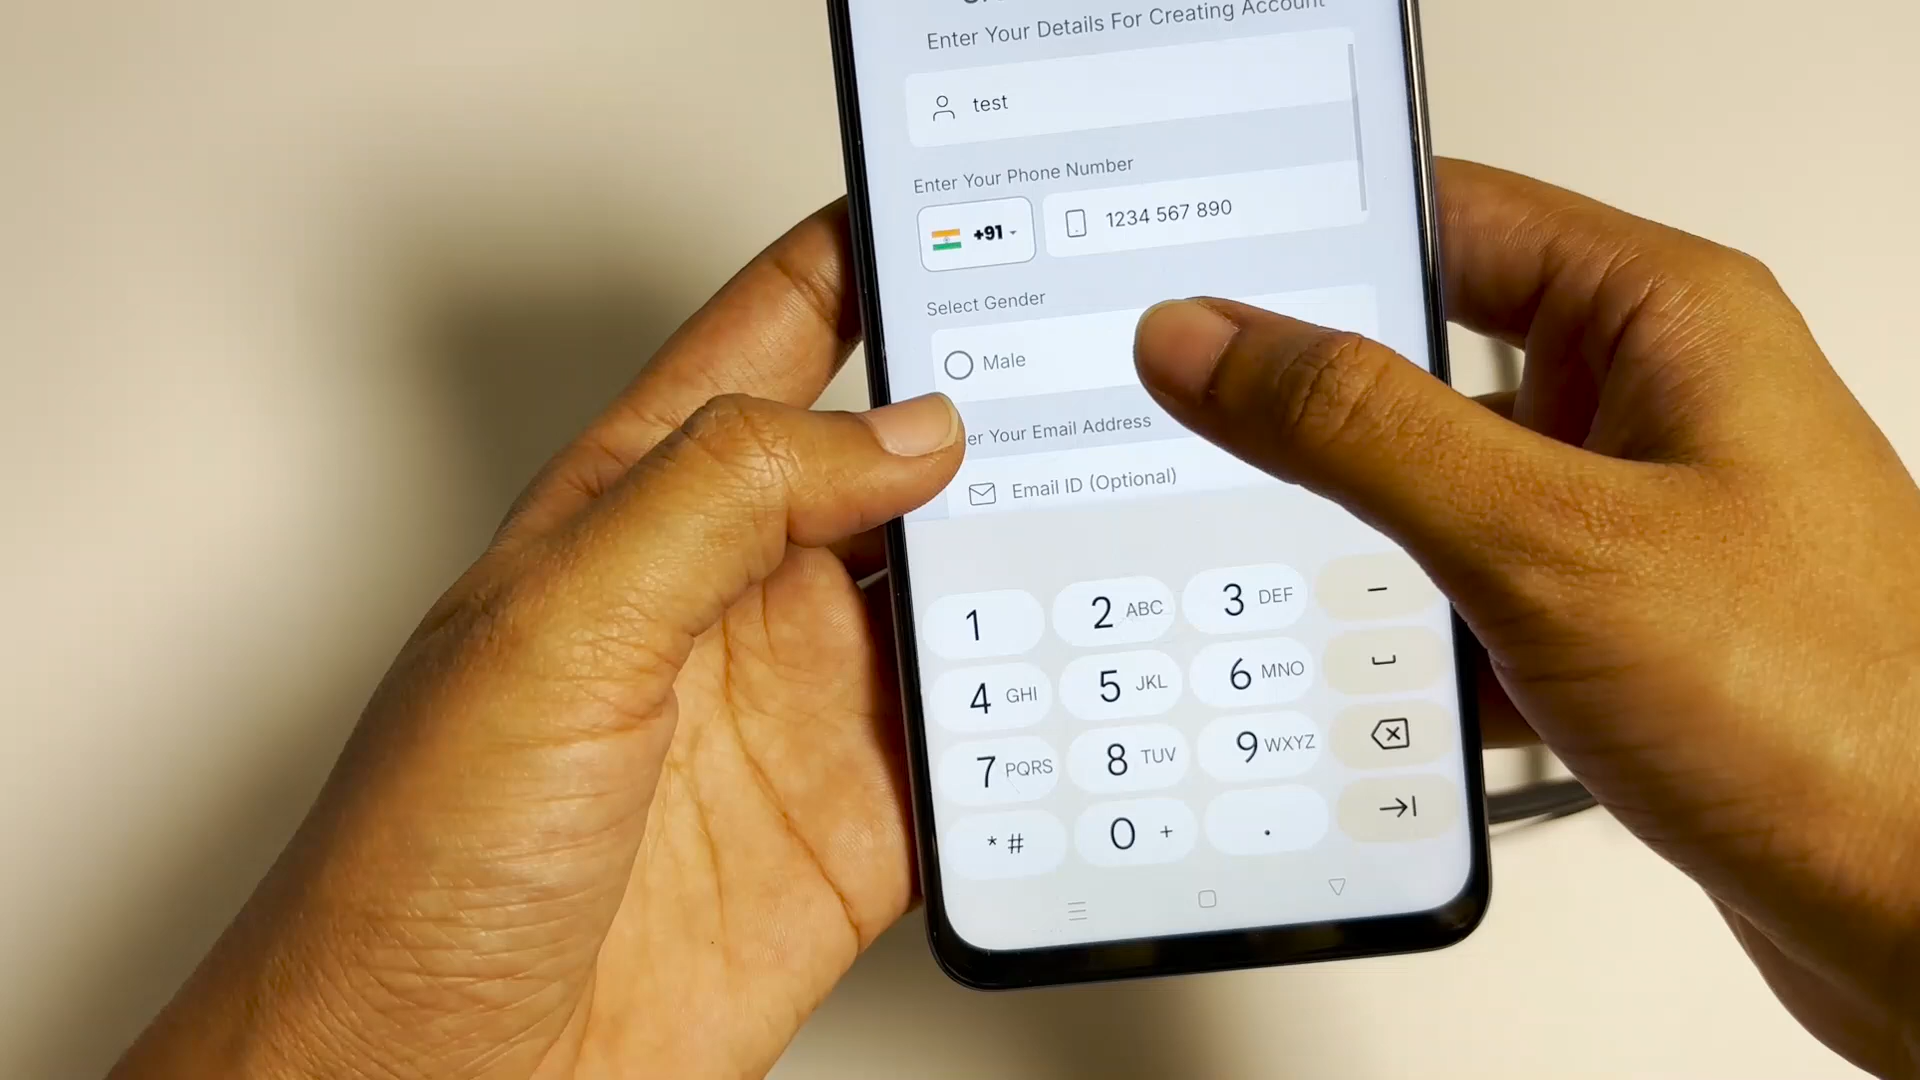 Enter Your Details For Creating Account
test
Enter Your Phone Number
+91
1234 567 890
Select Gender
Male
er Your Email Address
Email ID (Optional)
1
2 ABC
3 DEF
-
4 GHI
5 JKL
6 MNO
7 PQRS
8 TUV
9 WXYZ
* #
0 +
.